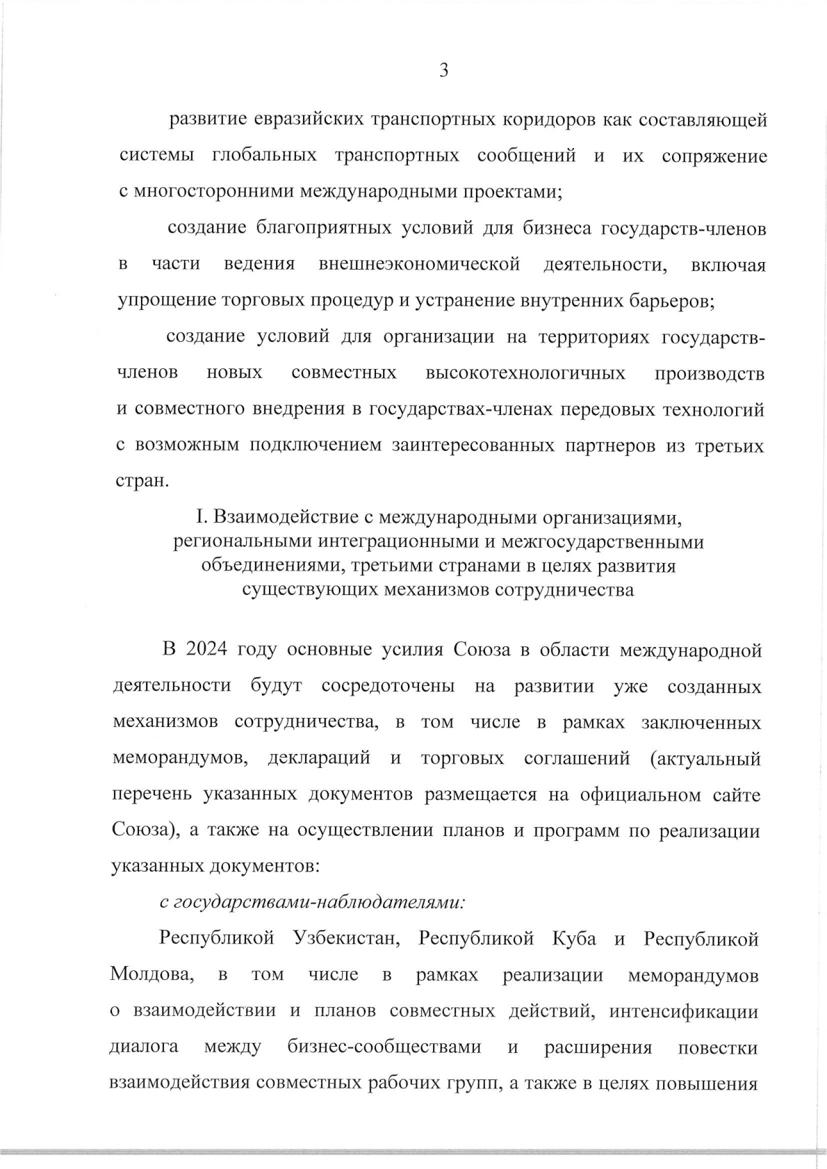 3
развитие евразийских транспортных коридоров как составляющей
системы глобальных транспортных сообщений и их сопряжение
с многосторонними международными проектами;
создание благоприятных условий для бизнеса государств-членов
в части ведения внешнеэкономической деятельности, включая
упрощение торговых процедур и устранение внутренних барьеров;
создание условий для организации на территориях государств-
членов новых совместных высокотехнологичных производств
и совместного внедрения в государствах-членах передовых технологий
с возможным подключением заинтересованных партнеров из третьих
стран.
I. Взаимодействие с международными организациями,
региональными интеграционными и межгосударственными
объединениями, третьими странами в целях развития
существующих механизмов сотрудничества
В 2024 году основные усилия Союза в области международной
деятельности будут сосредоточены на развитии уже созданных
механизмов сотрудничества, в том числе в рамках заключенных
меморандумов, деклараций и торговых соглашений (актуальный
перечень указанных документов размещается на официальном сайте
Союза), а также на осуществлении планов и программ по реализации
указанных документов:
с государствами-наблюдателями:
Республикой Узбекистан, Республикой Куба и Республикой
Молдова, в том числе в рамках реализации меморандумов
о взаимодействии и планов совместных действий, интенсификации
диалога между бизнес-сообществами и расширения повестки
взаимодействия совместных рабочих групп, а также в целях повышения